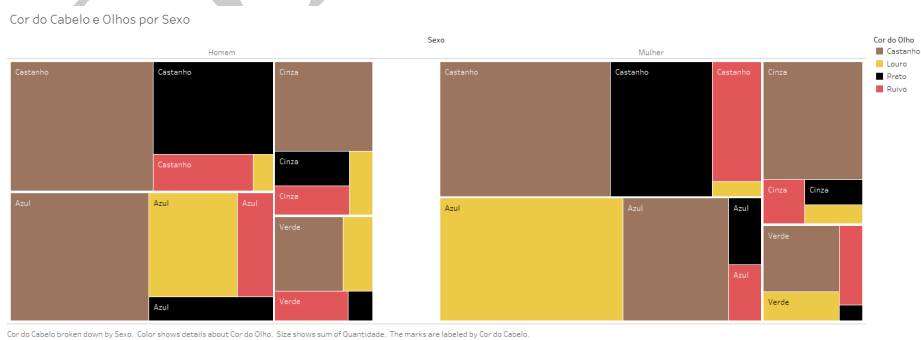 Cor do Cabelo e Olhos por Sexo
Sexo
Homem
Mulher
Cor do Olho
Castanho
Louro
Preto
Ruivo
Castanho
Castanho
Cinza
Castanho
Cinza
Cinza
Azul
Azul
Azul
Verde
Verde
Azul
Castanho
Castanho
Castanho
Cinza
Cinza
Cinza
Azul
Azul
Azul
Verde
Azul
Verde
Cor do Cabelo broken down by Sexo. Color shows details about Cor do Olho. Size shows sum of Quantidade. The marks are labeled by Cor do Cabelo.